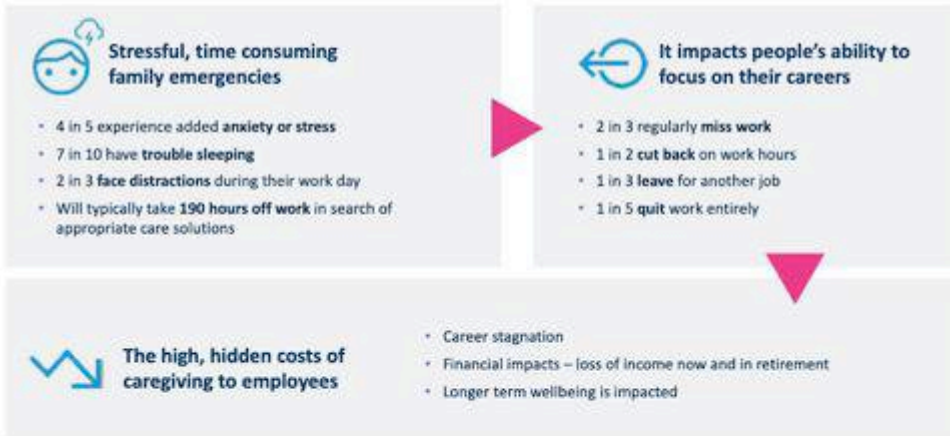 Stressful, time consuming
family emergencies
• 4 in 5 experience added anxiety or stress
• 7 in 10 have trouble sleeping
• 2 in 3 face distractions during their work day
• Will typically take 190 hours off work in search of
appropriate care solutions
It impacts people's ability to
focus on their careers
• 2 in 3 regularly miss work
• 1 in 2 cut back on work hours
• 1 in 3 leave for another job
• 1 in 5 quit work entirely
The high, hidden costs of
caregiving to employees
• Career stagnation
• Financial impacts – loss of income now and in retirement
• Longer term wellbeing is impacted